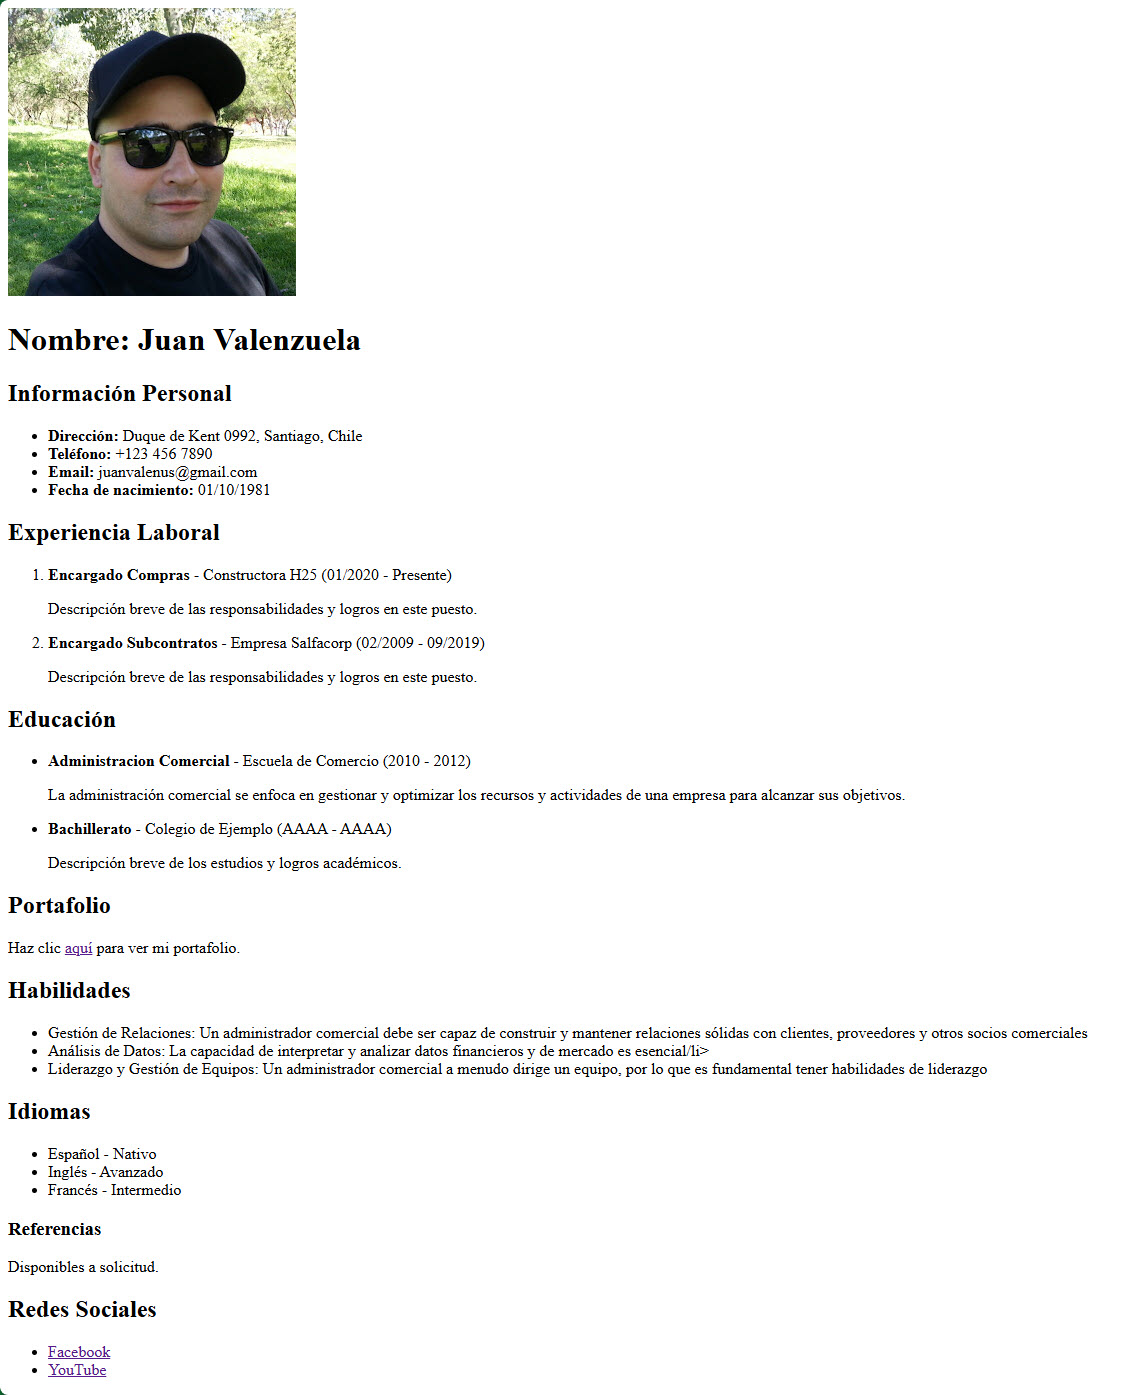 Nombre: Juan Valenzuela
Información Personal
Dirección: Duque de Kent 0992, Santiago, Chile
Teléfono: +123 456 7890
Email: juanvalenus@gmail.com
Fecha de nacimiento: 01/10/1981
Experiencia Laboral
1. Encargado Compras - Constructora H25 (01/2020 - Presente)
Descripción breve de las responsabilidades y logros en este puesto.
2. Encargado Subcontratos - Empresa Salfacorp (02/2009 - 09/2019)
Descripción breve de las responsabilidades y logros en este puesto.
Educación
Administracion Comercial - Escuela de Comercio (2010 - 2012)
La administración comercial se enfoca en gestionar y optimizar los recursos y actividades de una empresa para alcanzar sus objetivos.
Bachillerato - Colegio de Ejemplo (AAAA - AAAA)
Descripción breve de los estudios y logros académicos.
Portafolio
Haz clic aquí para ver mi portafolio.
Habilidades
Gestión de Relaciones: Un administrador comercial debe ser capaz de construir y mantener relaciones sólidas con clientes, proveedores y otros socios comerciales
Análisis de Datos: La capacidad de interpretar y analizar datos financieros y de mercado es esencial/li>
Liderazgo y Gestión de Equipos: Un administrador comercial a menudo dirige un equipo, por lo que es fundamental tener habilidades de liderazgo
Idiomas
Español - Nativo
Inglés - Avanzado
Francés - Intermedio
Referencias
Disponibles a solicitud.
Redes Sociales
Facebook
YouTube